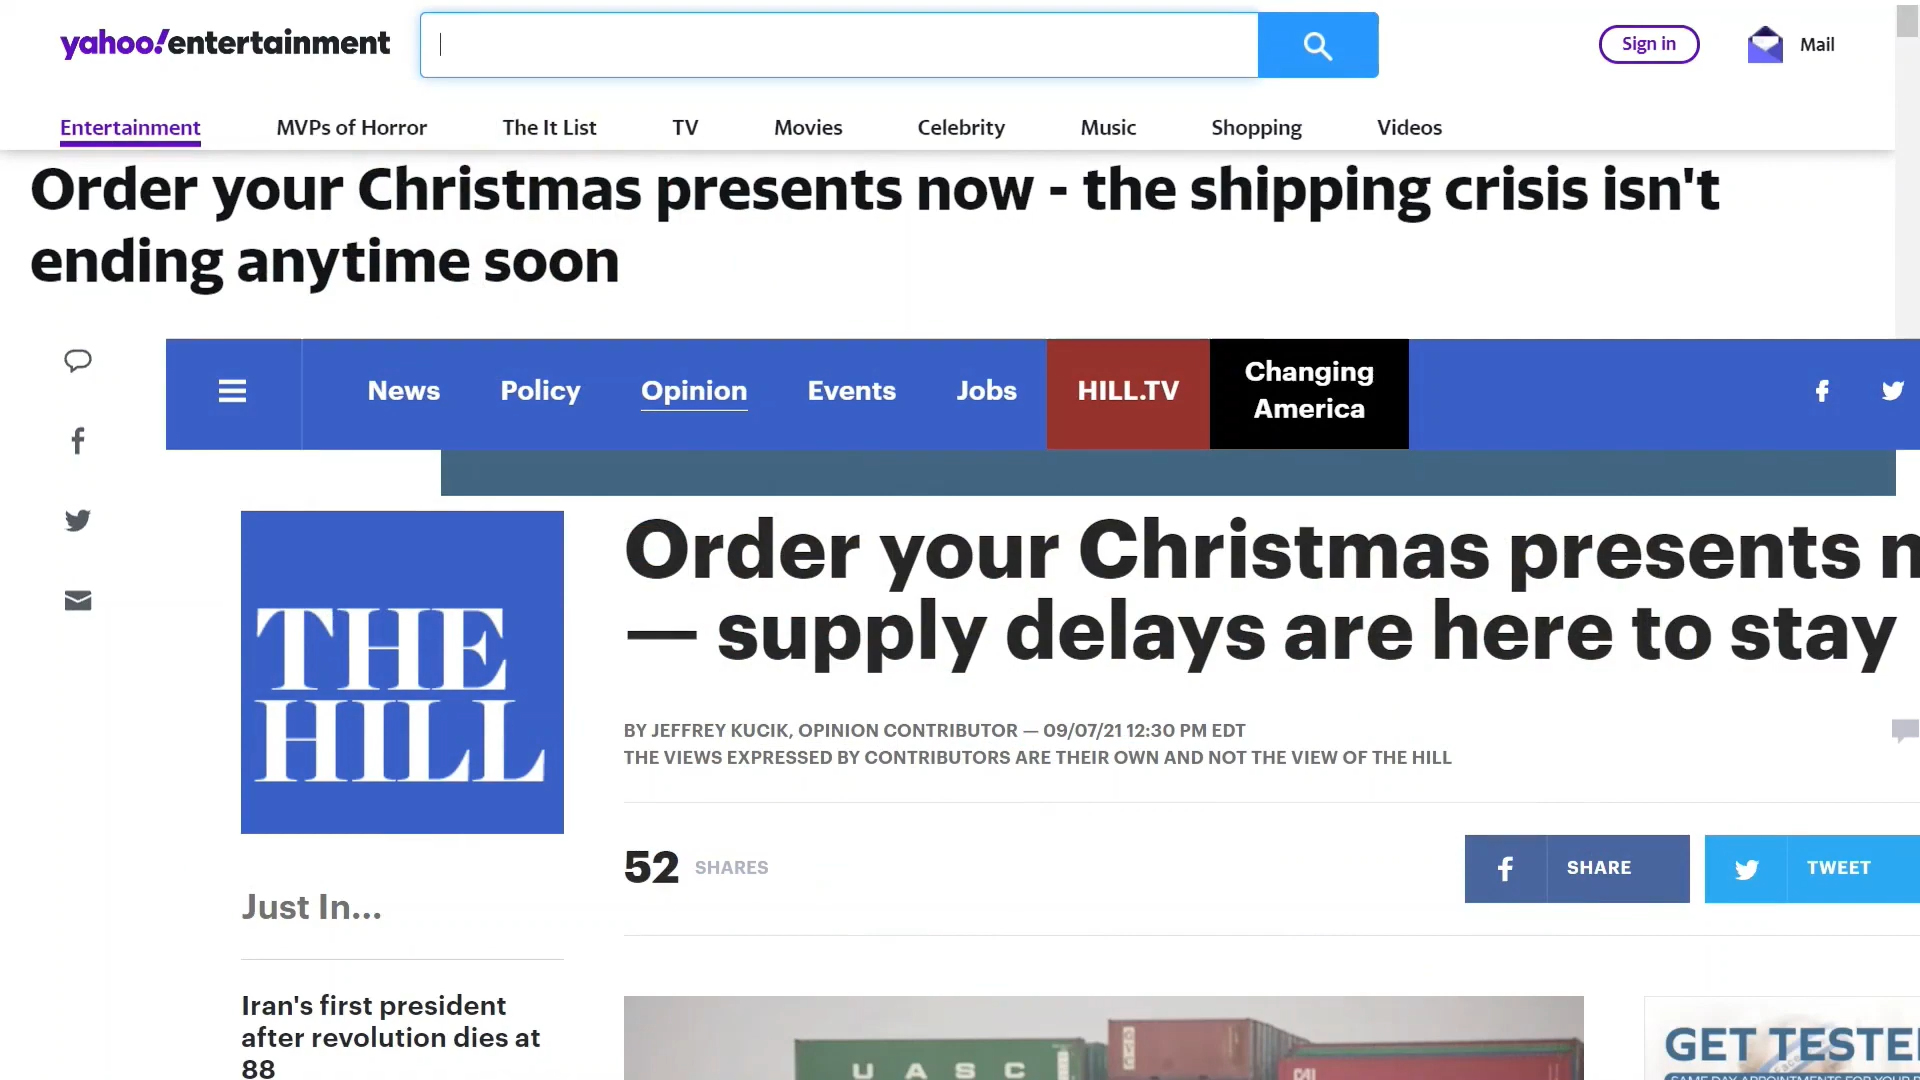 yahoo!entertainment
Sign in
Mail
Entertainment MVPs of Horror The It List TV Movies Celebrity Music Shopping Videos
Order your Christmas presents now - the shipping crisis isn't
ending anytime soon
News Policy Opinion Events Jobs HILL.TV Changing
America
THE
HILL
Order your Christmas presents n
— supply delays are here to stay
BY JEFFREY KUCIK, OPINION CONTRIBUTOR — 09/07/21 12:30 PM EDT
THE VIEWS EXPRESSED BY CONTRIBUTORS ARE THEIR OWN AND NOT THE VIEW OF THE HILL
52 SHARES
SHARE
TWEET
Just In...
Iran's first president
after revolution dies at
88
UASC
GET TESTE